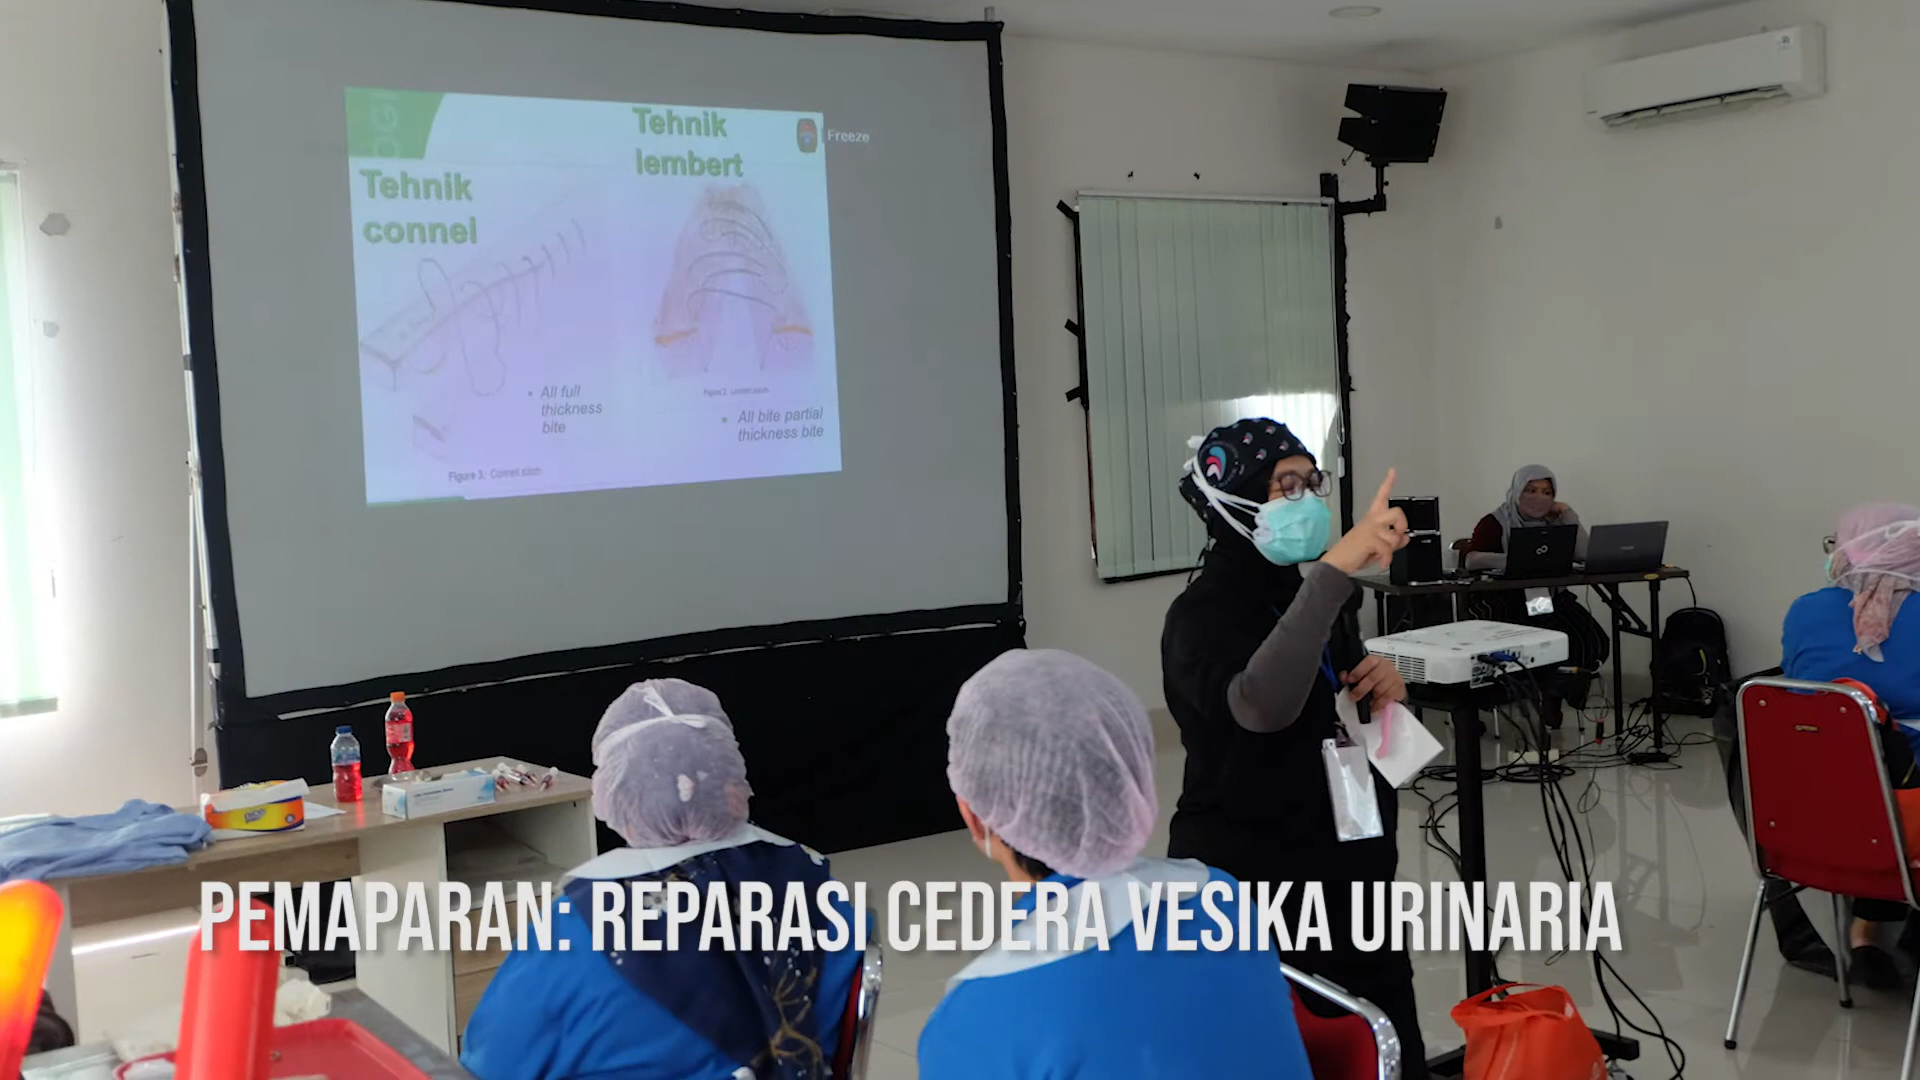 Tehnik
lembert
Freeze
Tehnik
connel
All full
thickness
bite
All bite partial
thickness bite
Figure 3: Connell stitch
PEMAPARAN: REPARASI CEDERA VESIKA URINARIA